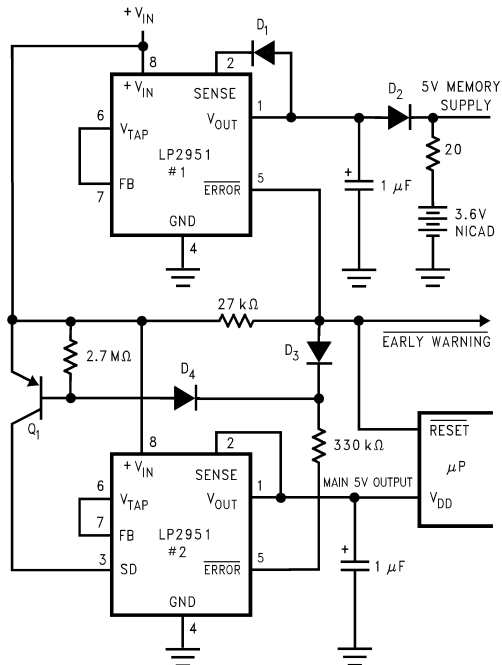 + VIN
D1
8
2
+ VIN
SENSE
D2
5V MEMORY
SUPPLY
6
VTAP
1
VOUT
20
LP2951
#1
+
1 μF
3.6V
NICAD
FB
7
5
ERROR
GND
4
27 kΩ
EARLY WARNING
2.7MΩ
D3
D4
Q1
330 kΩ
RESET
μP
8
2
+ VIN
SENSE
6
VTAP
1
VOUT
MAIN 5V OUTPUT
VDD
7
FB
LP2951
#2
3
SD
5
ERROR
+
1 μF
GND
4